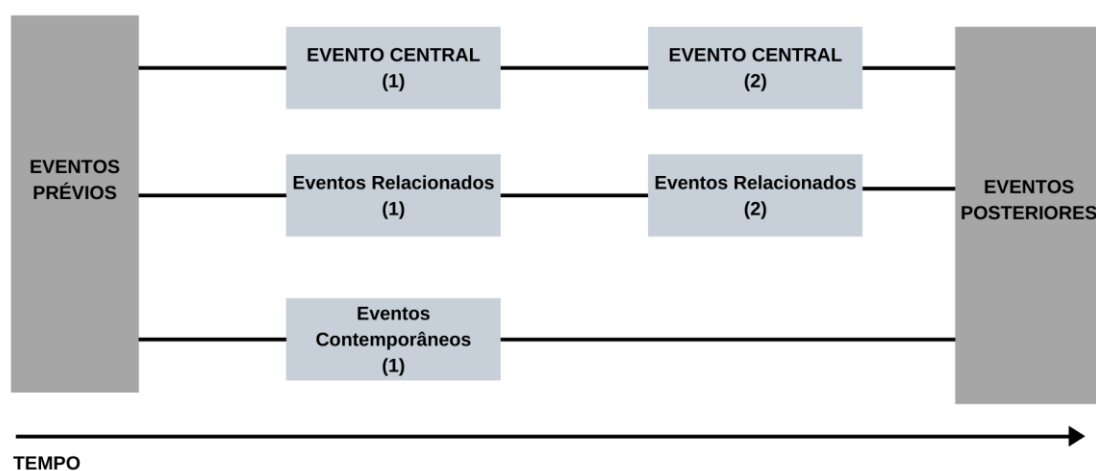 EVENTOS
PRÉVIOS
EVENTO CENTRAL
(1)
EVENTO CENTRAL
(2)
Eventos Relacionados
(1)
Eventos Relacionados
(2)
Eventos
Contemporâneos
(1)
EVENTOS
POSTERIORES
TEMPO